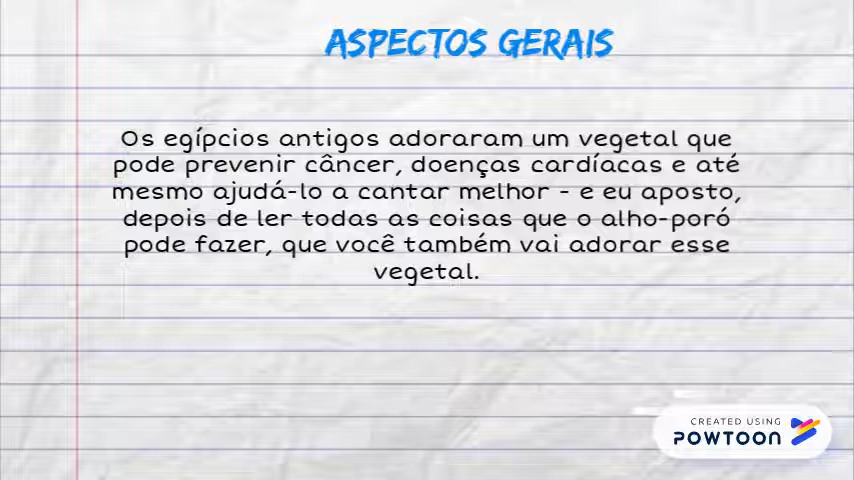 ASPECTOS GERAIS
Os egípcios antigos adoraram um vegetal que
pode prevenir câncer, doenças cardíacas e até
mesmo ajudá-lo a cantar melhor - e eu aposto,
depois de ler todas as coisas que o alho-poró
pode fazer, que você também vai adorar esse
vegetal.
CREATED USING
POWTOON